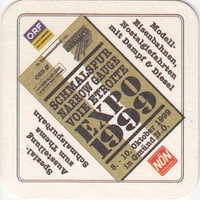 ORF
Modell-
Eisenbahnen,
Nostalgiefahrten
mit Dampf & Diesel
SCHMALSPUR
NARROW GAUGE
VOIE ETROITE
EXPO
1999
8. - 10. Oktober 1999
in Gmünd N.Ö.
Spezial-
ausstellung
zum Thema
Schmalspurbahn
NÖN